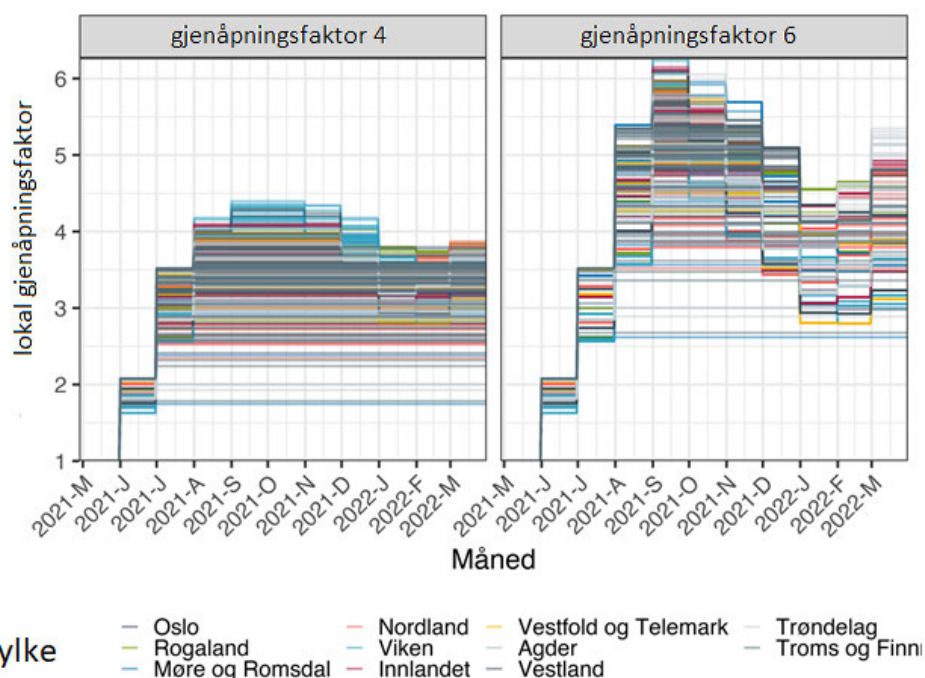 gjenåpningsfaktor 4
gjenåpningsfaktor 6
lokal gjenåpningsfaktor
6
5
4
3
2
1
2021-M
2021-J
2021-J
2021-A
2021-S
2021-O
2021-N
2021-D
2022-J
2022-F
2022-M
2021-M
2021-J
2021-J
2021-A
2021-S
2021-O
2021-N
2021-D
2022-J
2022-F
2022-M
Måned
ylke
Oslo
Rogaland
Møre og Romsdal
Nordland
Viken
Innlandet
Vestfold og Telemark
Agder
Vestland
Trøndelag
Troms og Finn